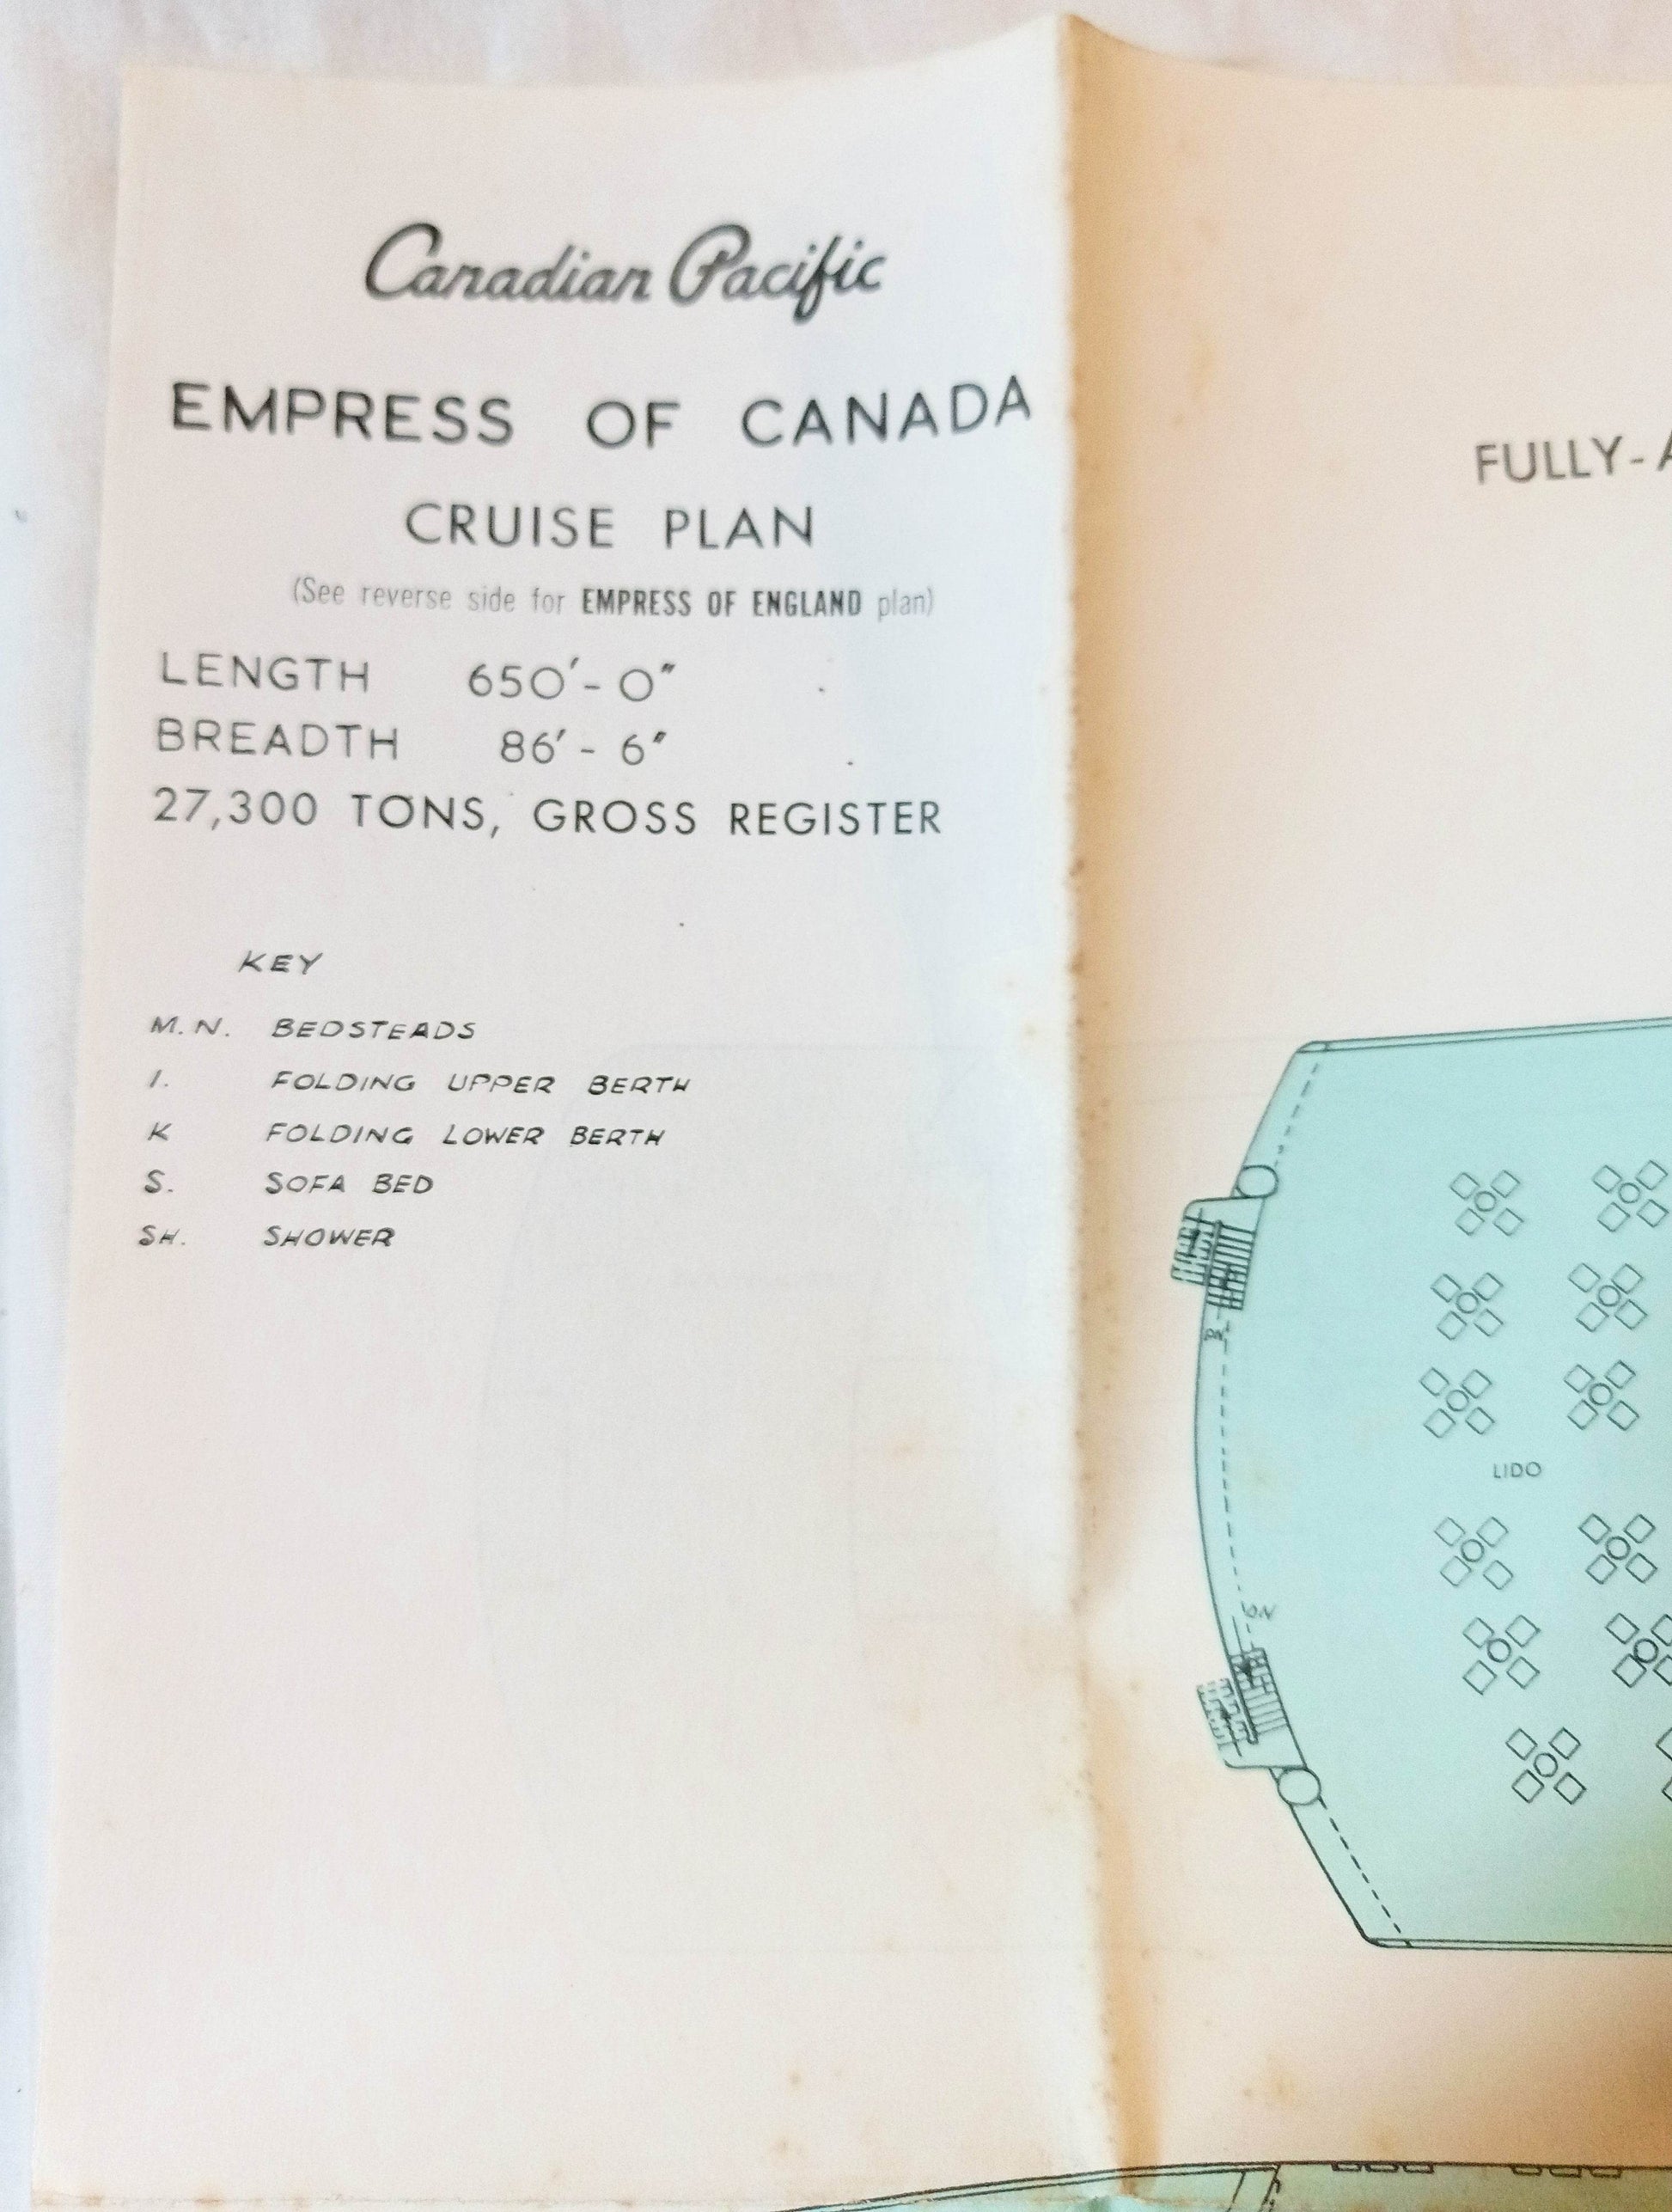 Canadian Pacific
EMPRESS OF CANADA
CRUISE PLAN
(See reverse side for EMPRESS OF ENGLAND plan)
LENGTH 650'-0"
BREADTH 86'-6"
27,300 TONS, GROSS REGISTER
KEY
M.N. BEDSTEADS
I. FOLDING UPPER BERTH
K FOLDING LOWER BERTH
S. SOFA BED
SH. SHOWER
FULLY-A
DN
LIDO
DN